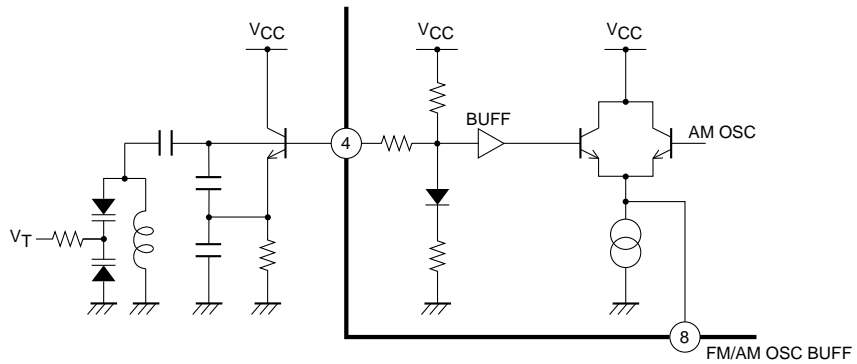 VCC
VCC
VCC
BUFF
AM OSC
4
VT
8
FM/AM OSC BUFF